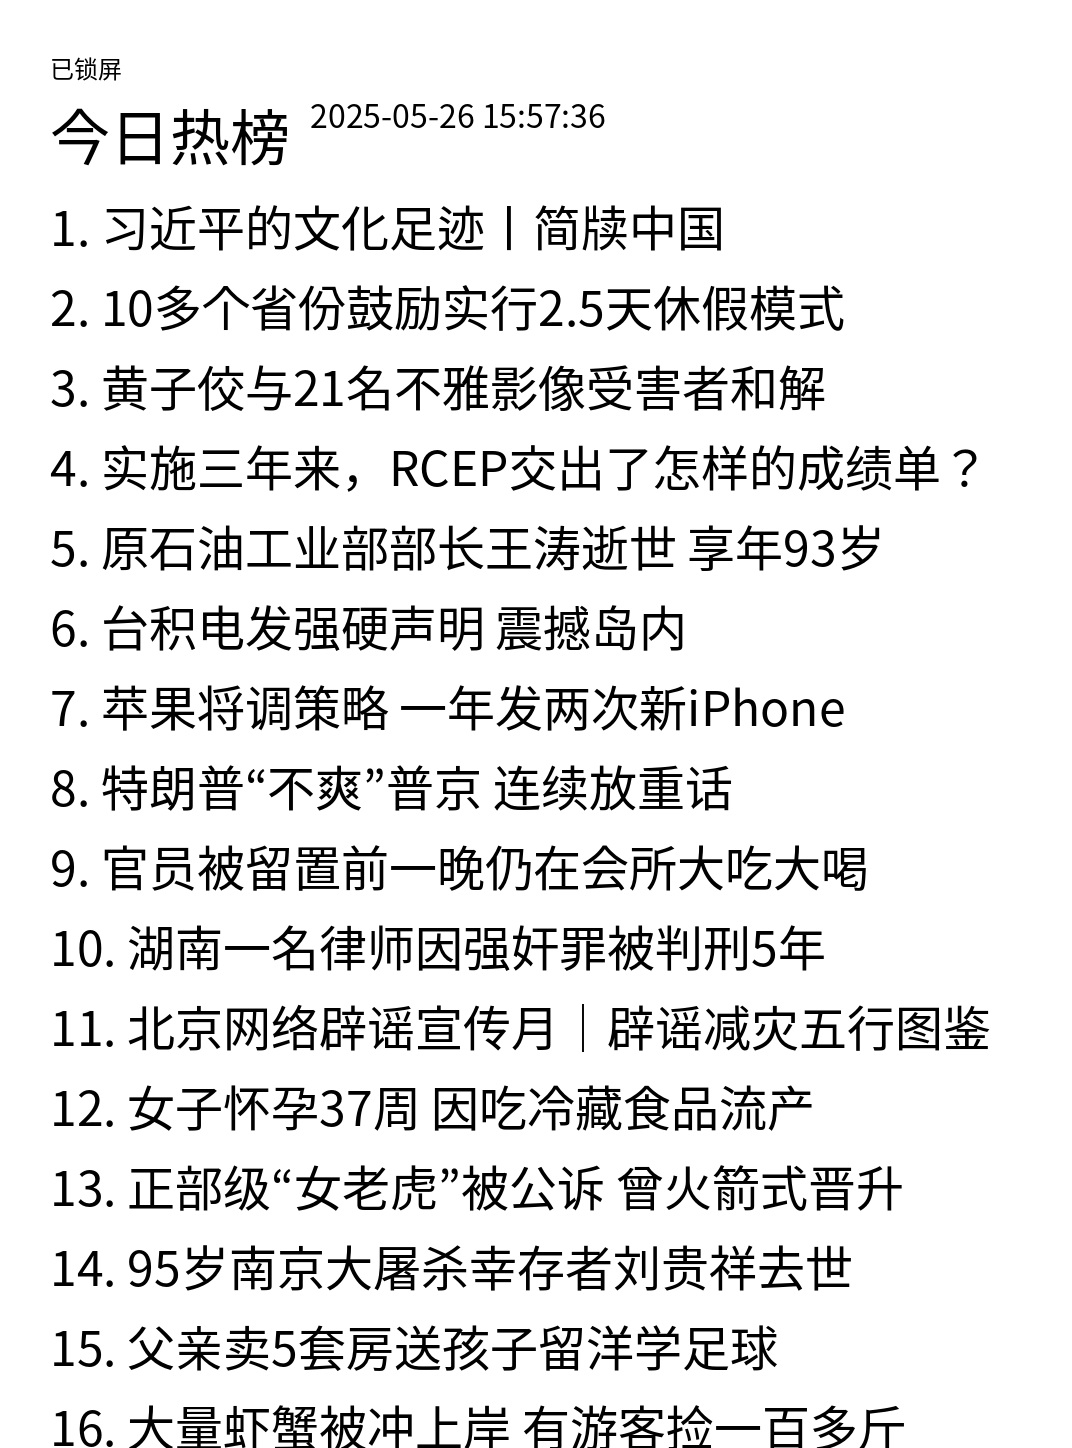 已锁屏
今日热榜 2025-05-26 15:57:36
1. 习近平的文化足迹丨简牍中国
2. 10多个省份鼓励实行2.5天休假模式
3. 黄子佼与21名不雅影像受害者和解
4. 实施三年来，RCEP交出了怎样的成绩单？
5. 原石油工业部部长王涛逝世 享年93岁
6. 台积电发强硬声明 震撼岛内
7. 苹果将调策略 一年发两次新iPhone
8. 特朗普“不爽”普京 连续放重话
9. 官员被留置前一晚仍在会所大吃大喝
10. 湖南一名律师因强奸罪被判刑5年
11. 北京网络辟谣宣传月｜辟谣减灾五行图鉴
12. 女子怀孕37周 因吃冷藏食品流产
13. 正部级“女老虎”被公诉 曾火箭式晋升
14. 95岁南京大屠杀幸存者刘贵祥去世
15. 父亲卖5套房送孩子留洋学足球
16. 大量虾蟹被冲上岸 有游客捡一百多斤